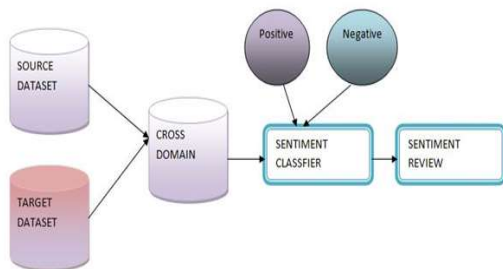 Positive
Negative
SOURCE
DATASET
CROSS
DOMAIN
SENTIMENT
CLASSFIER
SENTIMENT
REVIEW
TARGET
DATASET